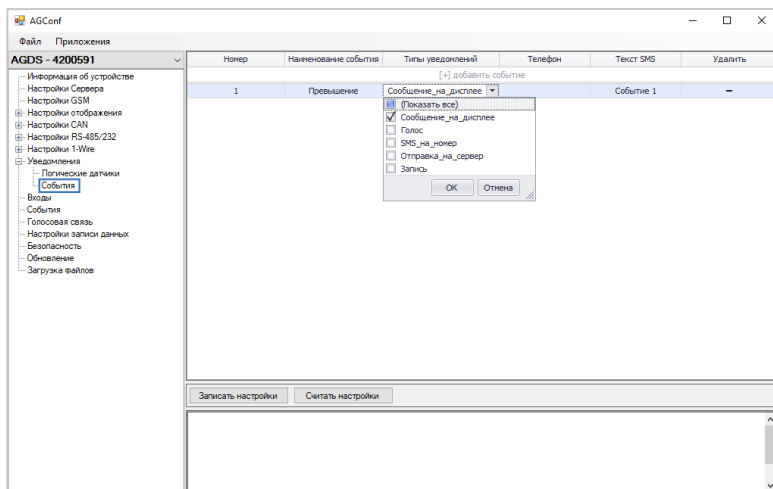 AGConf
Файл Приложения
AGDS - 4200591
Информация об устройстве
Настройки Сервера
Настройки GSM
Настройки отображения
Настройки CAN
Настройки RS-485/232
Настройки 1-Wire
Уведомления
Логические датчики
События
Входы
События
Голосовая связь
Настройки записи данных
Безопасность
Обновление
Загрузка файлов
Номер Наименование события Типы уведомлений Телефон Текст SMS Удалить
[+] добавить событие
1 Превышение Сообщение_на_дисплее Событие 1 –
(Показать все)
Сообщение_на_дисплее
Голос
SMS_на_номер
Отправка_на_сервер
Запись
OK Отмена
Записать настройки Считать настройки